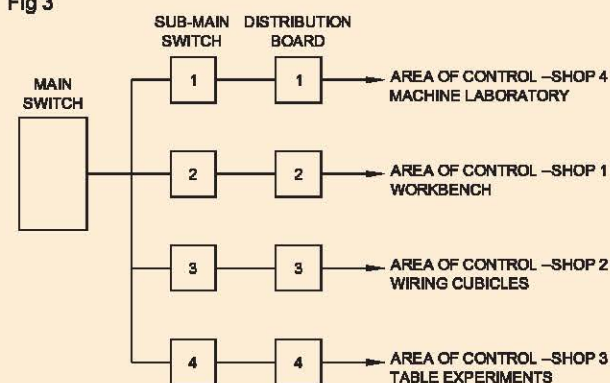 Fig 3
SUB-MAIN SWITCH
DISTRIBUTION BOARD
MAIN SWITCH
1
1
AREA OF CONTROL –SHOP 4
MACHINE LABORATORY
2
2
AREA OF CONTROL –SHOP 1
WORKBENCH
3
3
AREA OF CONTROL –SHOP 2
WIRING CUBICLES
4
4
AREA OF CONTROL –SHOP 3
TABLE EXPERIMENTS